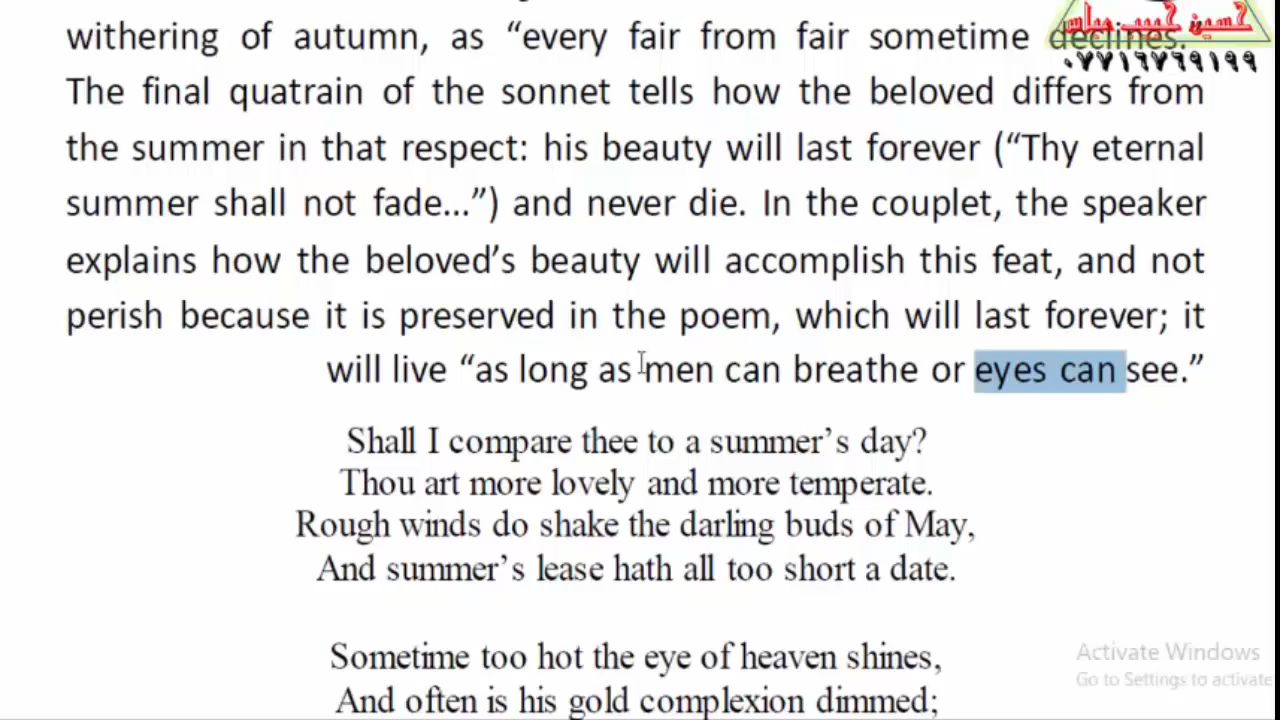 حسين حبيب عباس
٠٧٧١٦٧٦٩١٩٩
withering of autumn, as “every fair from fair sometime declines.”
The final quatrain of the sonnet tells how the beloved differs from
the summer in that respect: his beauty will last forever (“Thy eternal
summer shall not fade...”) and never die. In the couplet, the speaker
explains how the beloved’s beauty will accomplish this feat, and not
perish because it is preserved in the poem, which will last forever; it
will live “as long as men can breathe or eyes can see.”
Shall I compare thee to a summer’s day?
Thou art more lovely and more temperate.
Rough winds do shake the darling buds of May,
And summer’s lease hath all too short a date.
Sometime too hot the eye of heaven shines,
And often is his gold complexion dimmed;
Activate Windows
Go to Settings to activate